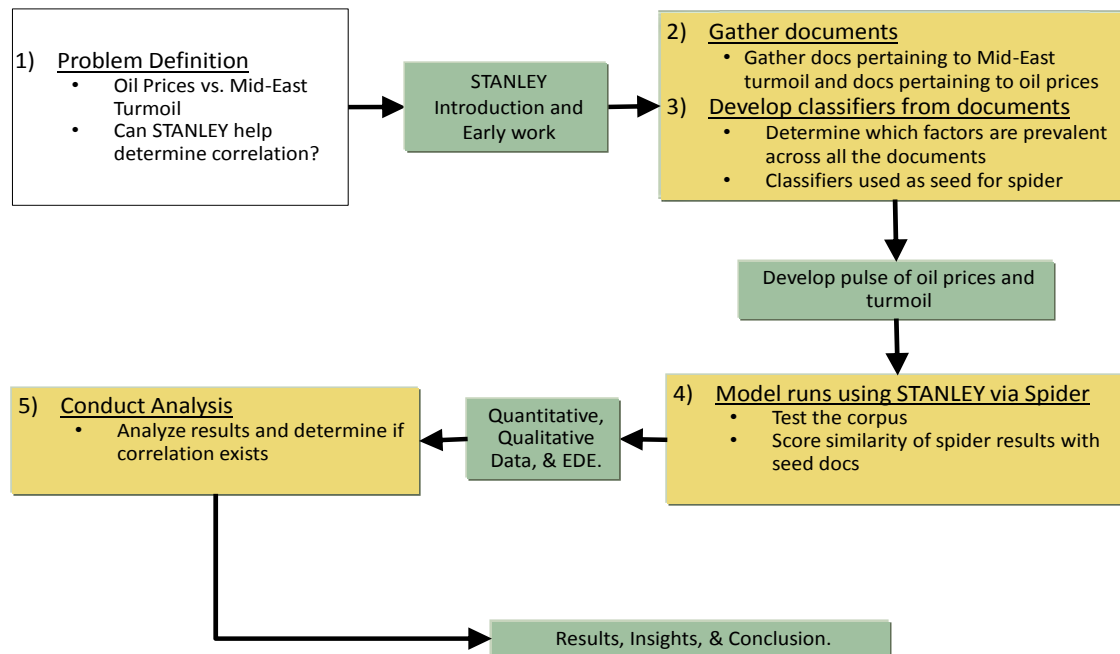 1) Problem Definition
• Oil Prices vs. Mid-East
Turmoil
• Can STANLEY help
determine correlation?
STANLEY
Introduction and
Early work
2) Gather documents
• Gather docs pertaining to Mid-East
turmoil and docs pertaining to oil prices
3) Develop classifiers from documents
• Determine which factors are prevalent
across all the documents
• Classifiers used as seed for spider
Develop pulse of oil prices and
turmoil
4) Model runs using STANLEY via Spider
• Test the corpus
• Score similarity of spider results with
seed docs
Quantitative,
Qualitative
Data, & EDE.
5) Conduct Analysis
• Analyze results and determine if
correlation exists
Results, Insights, & Conclusion.